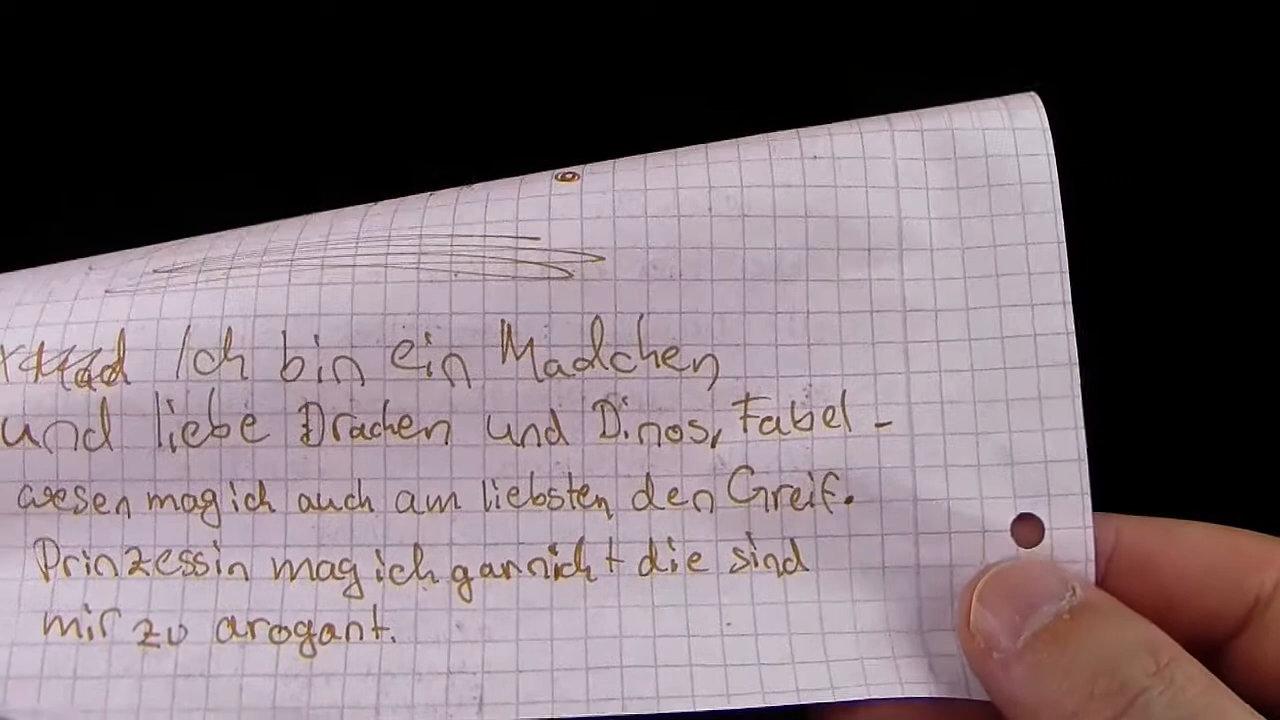 Ich bin ein Mädchen
und liebe Drachen und Dinos, Fabel-
wesen mag ich auch am liebsten den Greif.
Prinzessin mag ich garnicht die sind
mir zu arogant.